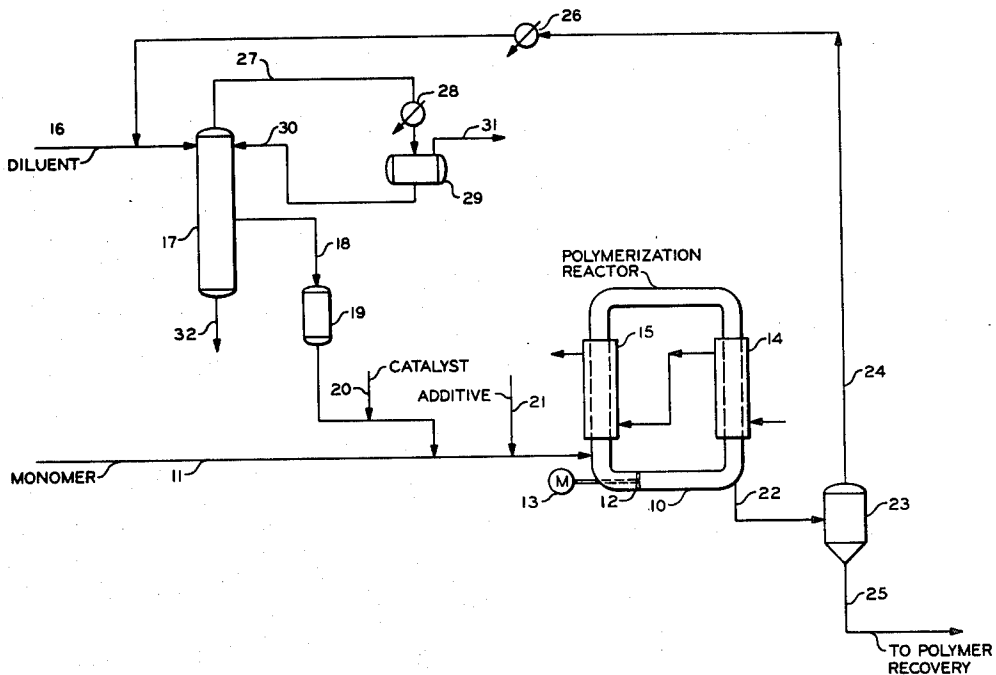 26
27
28
16
30
31
DILUENT
29
17
18
POLYMERIZATION
REACTOR
19
15
14
32
CATALYST
20
ADDITIVE
21
24
MONOMER
11
M
13
12
10
22
23
25
TO POLYMER
RECOVERY